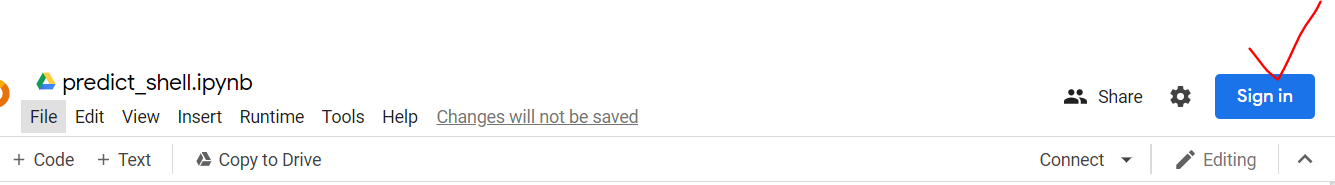 predict_shell.ipynb
Share
Sign in
File Edit View Insert Runtime Tools Help Changes will not be saved
+ Code + Text Copy to Drive Connect Editing